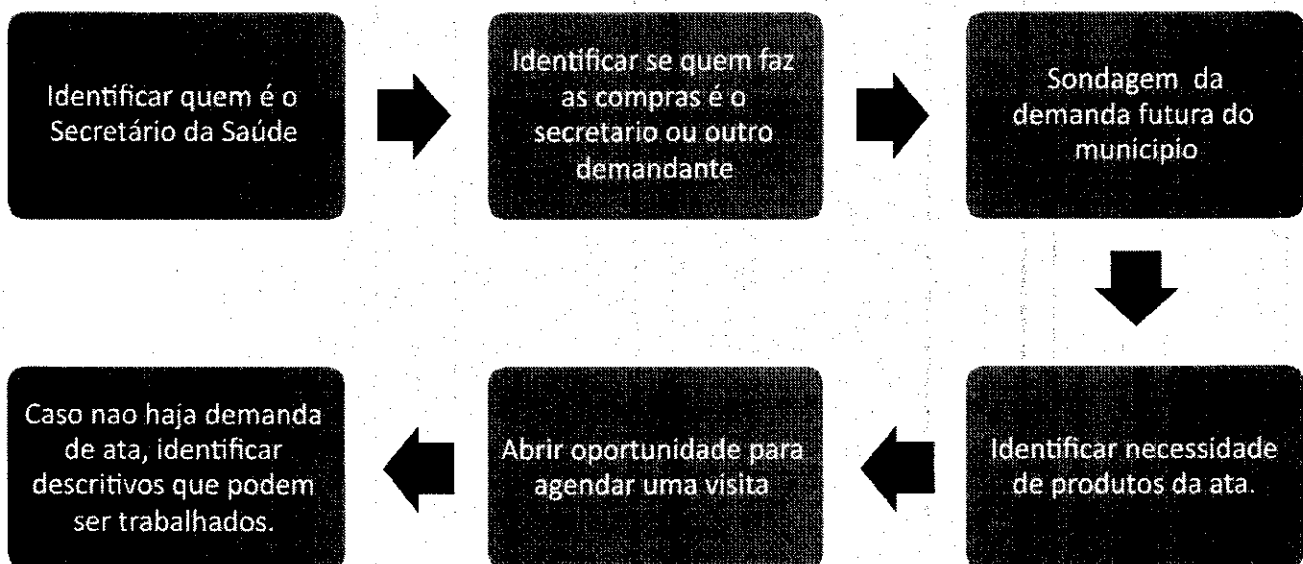 Identificar quem é o
Secretário da Saúde
Identificar se quem faz
as compras é o
secretario ou outro
demandante
Sondagem da
demanda futura do
municipio
Identificar necessidade
de produtos da ata.
Abrir oportunidade para
agendar uma visita
Caso nao haja demanda
de ata, identificar
descritivos que podem
ser trabalhados.